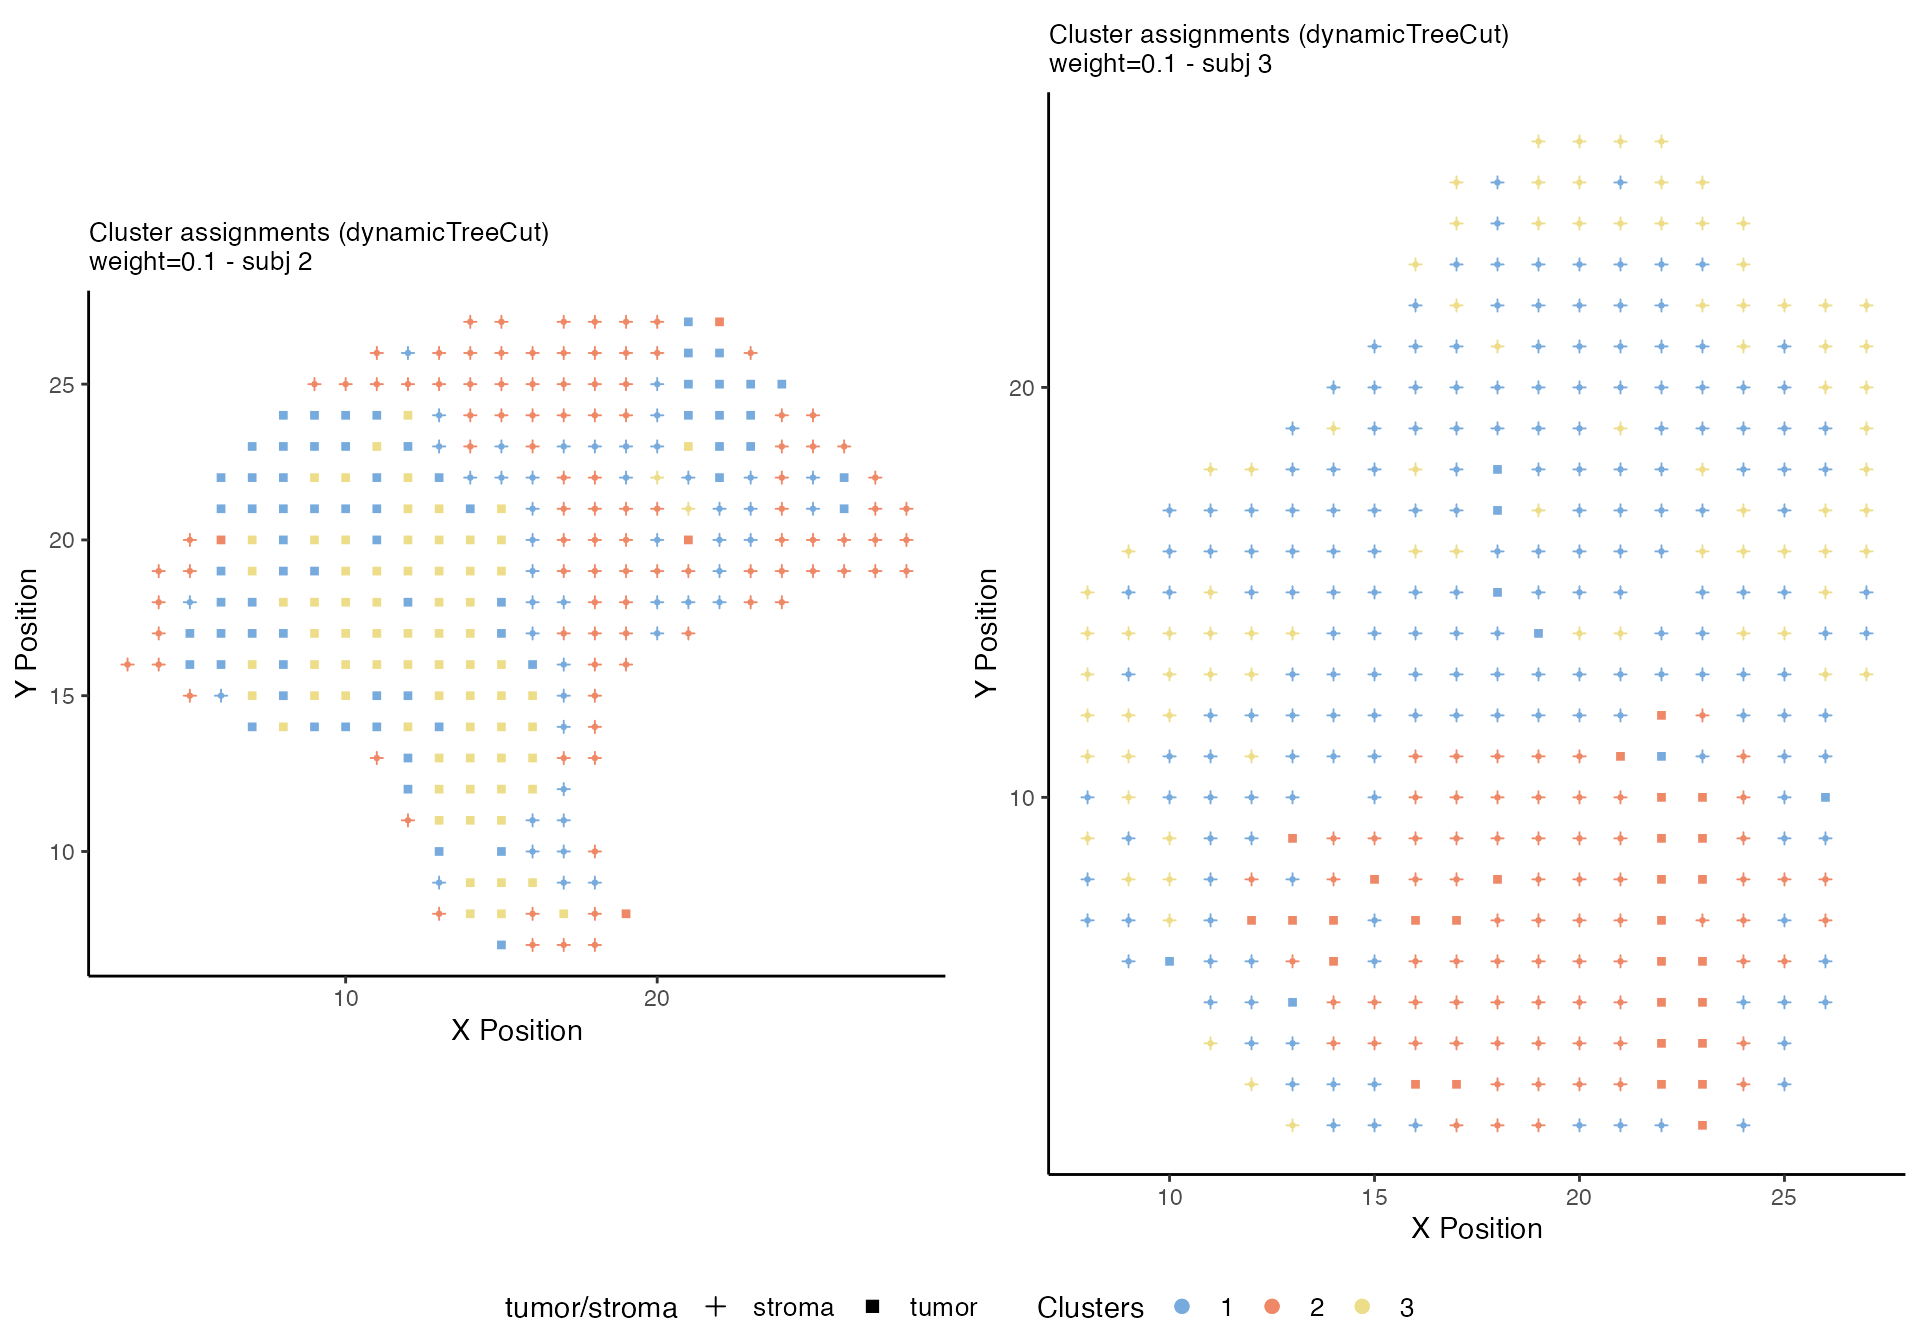 Cluster assignments (dynamicTreeCut)
weight=0.1 - subj 2
25
20
15
10
Y Position
10 20
X Position
Cluster assignments (dynamicTreeCut)
weight=0.1 - subj 3
20
10
Y Position
10 15 20 25
X Position
tumor/stroma stroma tumor Clusters 1 2 3